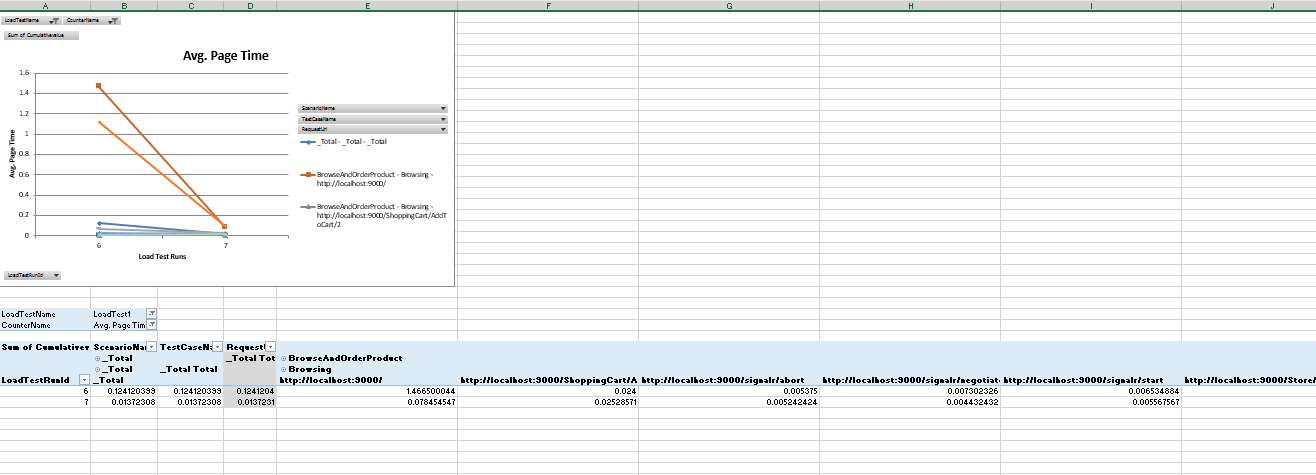 A B C D E F G H I J
LoadTestName CounterName
Sum of Cumulativevalue
Avg. Page Time
1.6
1.4
1.2
1
0.8
0.6
0.4
0.2
0
Avg. Page Time
6 7
Load Test Runs
ScenarioName
TestCaseName
RequestUri
_Total - _Total - _Total
BrowseAndOrderProduct - Browsing -
http://localhost:9000/
BrowseAndOrderProduct - Browsing -
http://localhost:9000/ShoppingCart/AddT
oCart/2
LoadTestRunId
LoadTestName LoadTest1
CounterName Avg. Page Tim
Sum of Cumulativev ScenarioNa TestCaseNa Request
_Total _Total Tot BrowseAndOrderProduct
_Total _Total Total Browsing
LoadTestRunId _Total http://localhost:9000/ http://localhost:9000/ShoppingCart/A http://localhost:9000/signalr/abort http://localhost:9000/signalr/negotiat http://localhost:9000/signalr/start http://localhost:9000/Store/
6 0.124120399 0.124120399 0.1241204 1.466500044 0.024 0.005375 0.007302326 0.006534884
7 0.01372308 0.01372308 0.0137231 0.078454547 0.02528571 0.005242424 0.004432432 0.005567567